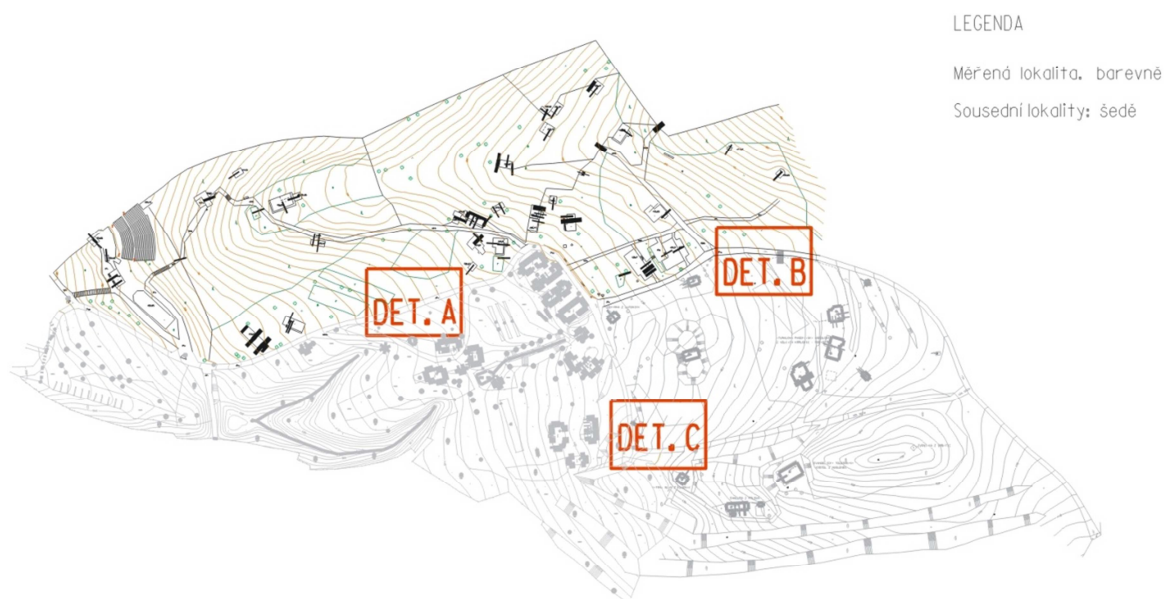 LEGENDA
Měřená lokalita. barevně
Sousední lokality: šedě
DET. B
DET. A
DET. C